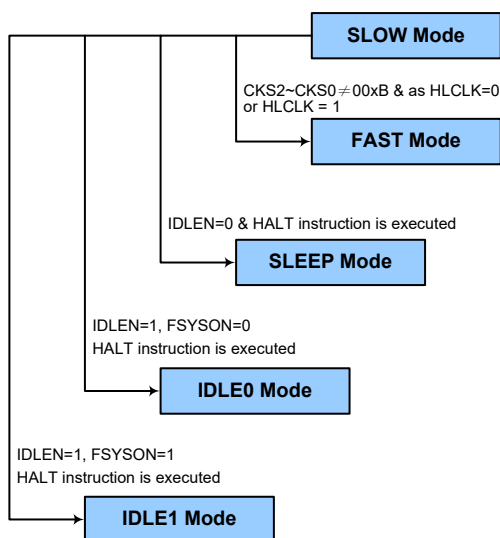 SLOW Mode
CKS2~CKS0≠00xB & as HLCLK=0
or HLCLK = 1
FAST Mode
IDLEN=0 & HALT instruction is executed
SLEEP Mode
IDLEN=1, FSYSON=0
HALT instruction is executed
IDLE0 Mode
IDLEN=1, FSYSON=1
HALT instruction is executed
IDLE1 Mode